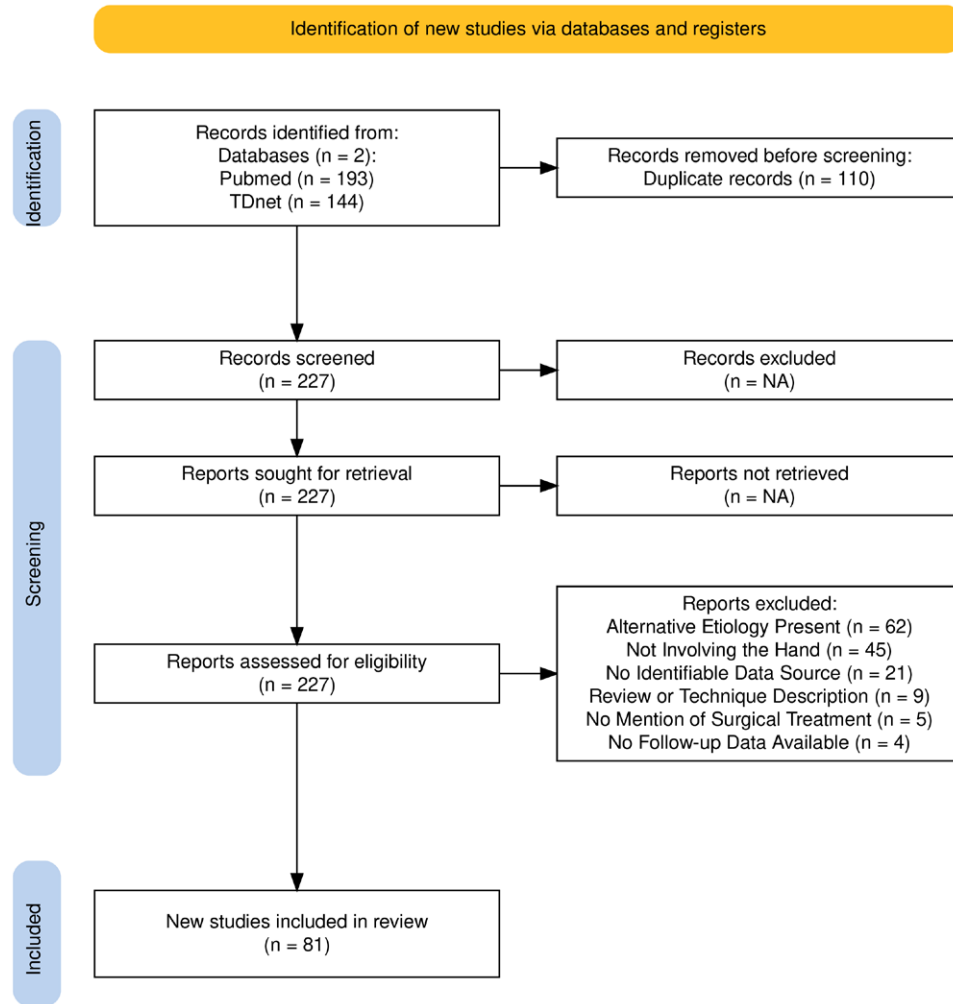 Identification of new studies via databases and registers
Identification
Records identified from:
Databases (n = 2):
Pubmed (n = 193)
TDnet (n = 144)
Records removed before screening:
Duplicate records (n = 110)
Screening
Records screened
(n = 227)
Records excluded
(n = NA)
Reports sought for retrieval
(n = 227)
Reports not retrieved
(n = NA)
Reports assessed for eligibility
(n = 227)
Reports excluded:
Alternative Etiology Present (n = 62)
Not Involving the Hand (n = 45)
No Identifiable Data Source (n = 21)
Review or Technique Description (n = 9)
No Mention of Surgical Treatment (n = 5)
No Follow-up Data Available (n = 4)
Included
New studies included in review
(n = 81)